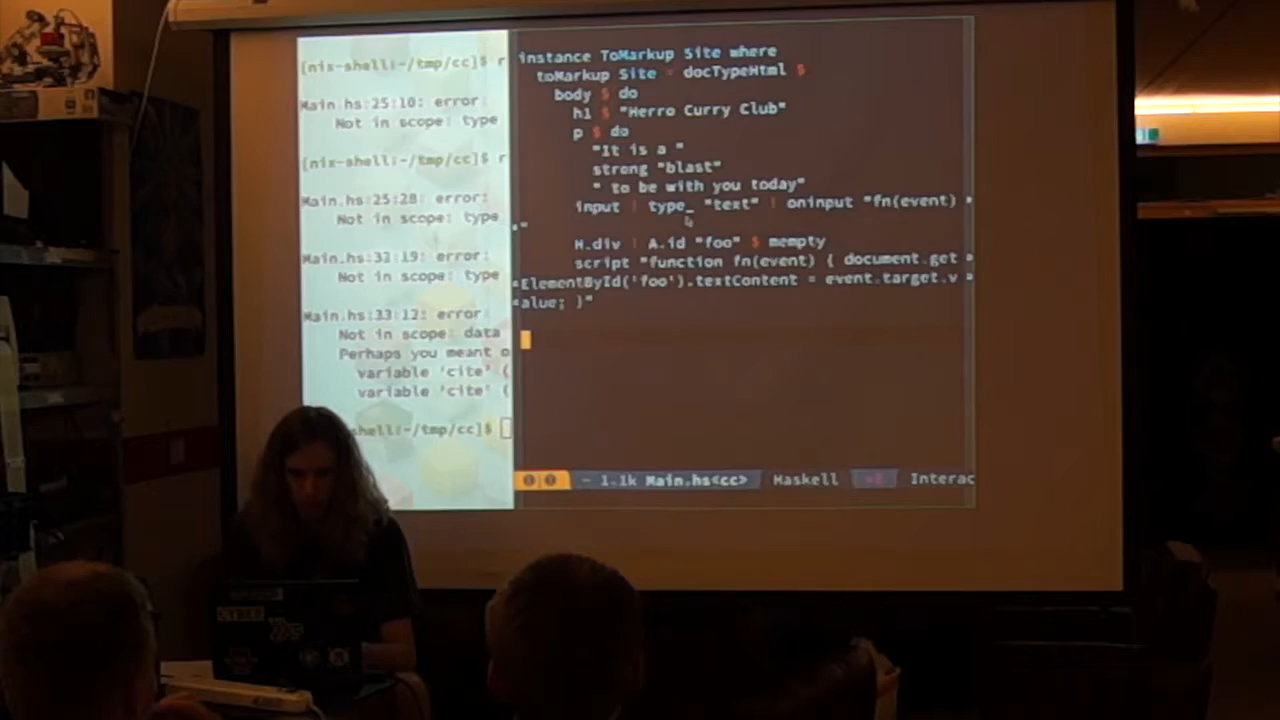 [nix-shell:~/tmp/cc]$ r
Main.hs:25:10: error:
Not in scope: type
[nix-shell:~/tmp/cc]$ r
Main.hs:25:28: error:
Not in scope: type
Main.hs:33:19: error:
Not in scope: type
Main.hs:33:12: error:
Not in scope: data
Perhaps you meant o
variable 'cite' (
variable 'cite' (
shell:~/tmp/cc]$
instance ToMarkup Site where
toMarkup Site = docTypeHtml $
body $ do
h1 $ "Herro Curry Club"
p $ do
"It is a "
strong "blast"
" to be with you today"
input ! type_ "text" ! oninput "fn(event)
"
H.div ! A.id "foo" $ mempty
script "function fn(event) { document.get
ElementById('foo').textContent = event.target.v
alue; }"
- 1.1k Main.hs<cc> Haskell Interac
CYBER